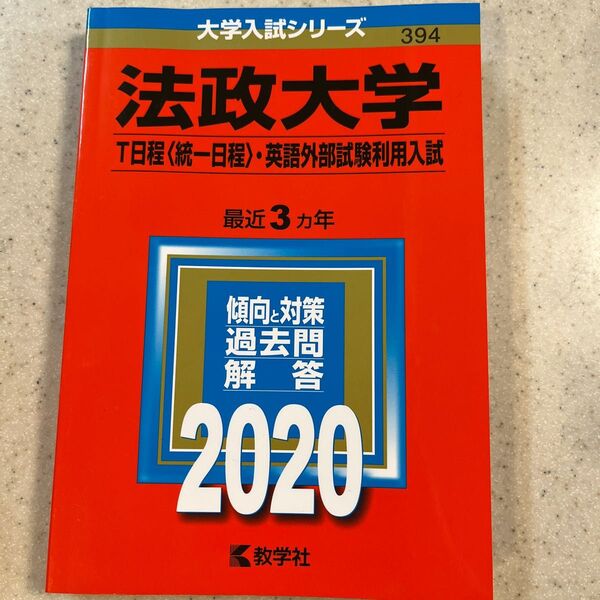 大学入試シリーズ
394
法政大学
T日程〈統一日程〉・英語外部試験利用入試
最近3カ年
傾向と対策
過去問
解答
2020
教学社